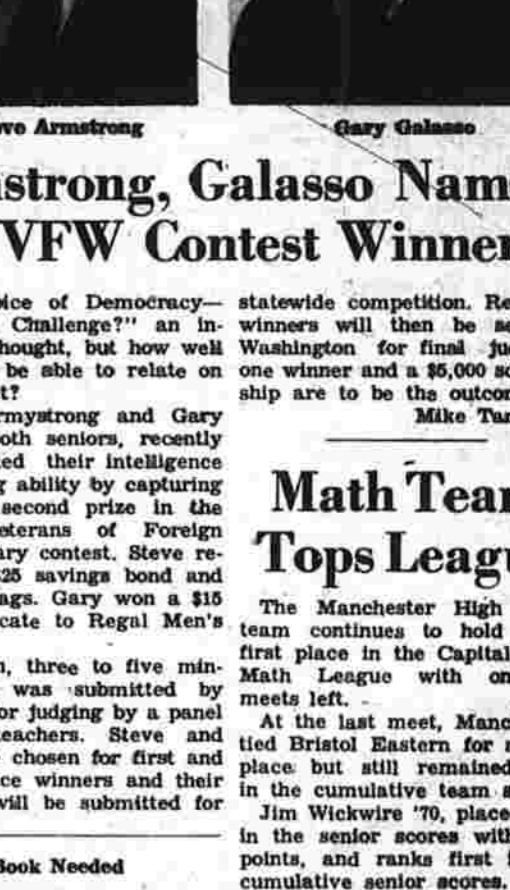 ve Armstrong
Gary Galasso
strong, Galasso Nam
VFW Contest Winner
ice of Democracy—
Challenge?" an in-
hought, but how well
be able to relate on
t?
rmystrong and Gary
oth seniors, recently
ed their intelligence
g ability by capturing
second prize in the
eterans of Foreign
ary contest. Steve re-
25 savings bond and
ags. Gary won a $15
cate to Regal Men's
n, three to five min-
was submitted by
or judging by a panel
eachers. Steve and
chosen for first and
ce winners and their
will be submitted for
Book Needed
statewide competition. Re
winners will then be se
Washington for final ju
one winner and a $5,000 sc
ship are to be the outcom
Mike Tar
Math Tea
Tops Leagu
The Manchester High
team continues to hold
first place in the Capital
Math League with on
meets left.
At the last meet, Manc
tied Bristol Eastern for
place but still remained
in the cumulative team s
Jim Wickwire '70, place
in the senior scores with
points, and ranks first
cumulative senior scores.